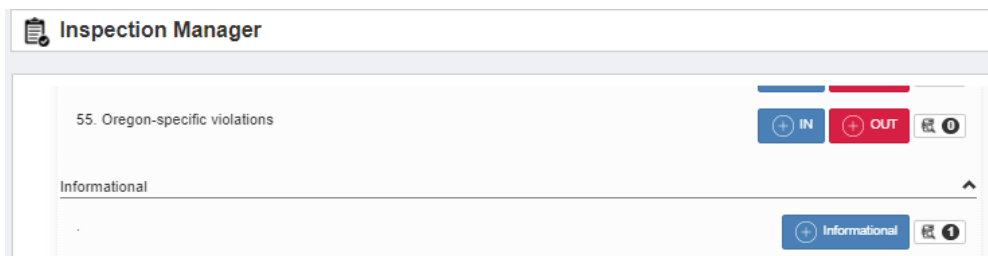 Inspection Manager
55. Oregon-specific violations IN OUT 0
Informational
. Informational 1